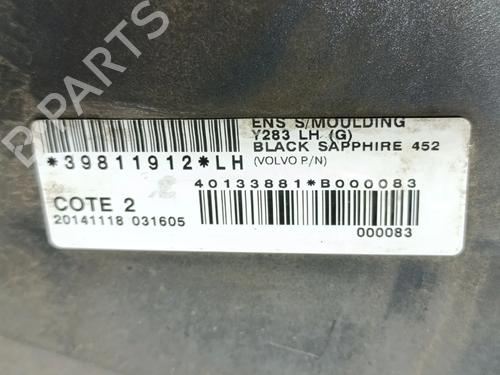 ENS S/MOULDING
Y283 LH (G)
BLACK SAPPHIRE 452
*39811912*LH
(VOLVO P/N)
40133881*B000083
COTE 2
20141118 031605
000083
B-PARTS